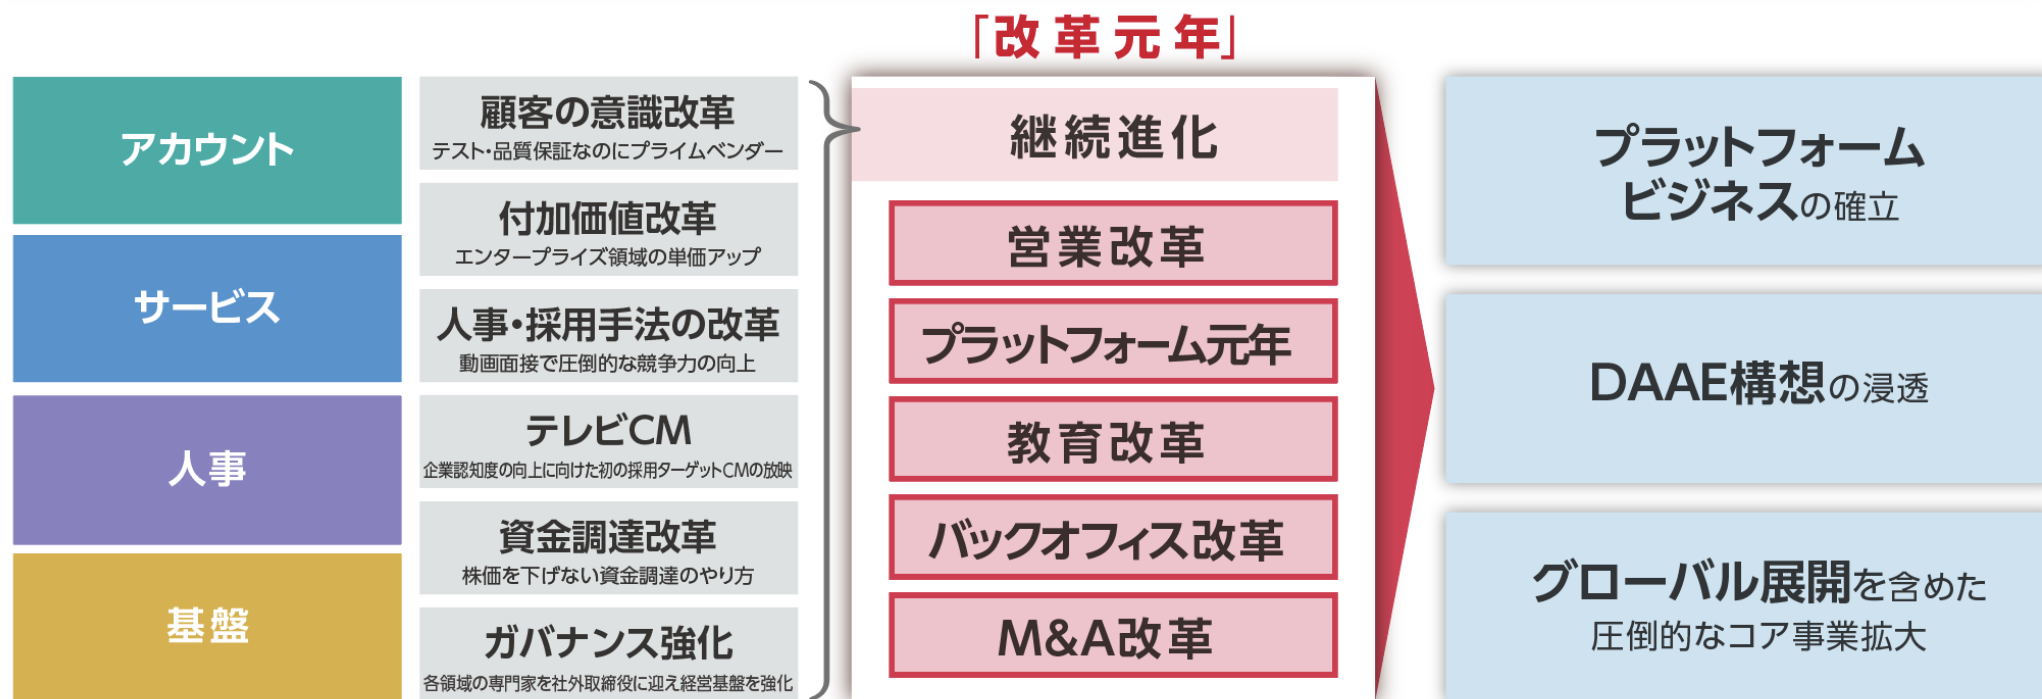 「改革元年」
アカウント
サービス
人事
基盤
顧客の意識改革
テスト・品質保証なのにプライムベンダー
付加価値改革
エンタープライズ領域の単価アップ
人事・採用手法の改革
動画面接で圧倒的な競争力の向上
テレビCM
企業認知度の向上に向けた初の採用ターゲットCMの放映
資金調達改革
株価を下げない資金調達のやり方
ガバナンス強化
各領域の専門家を社外取締役に迎え経営基盤を強化
継続進化
営業改革
プラットフォーム元年
教育改革
バックオフィス改革
M&A改革
プラットフォーム
ビジネスの確立
DAAE構想の浸透
グローバル展開を含めた
圧倒的なコア事業拡大